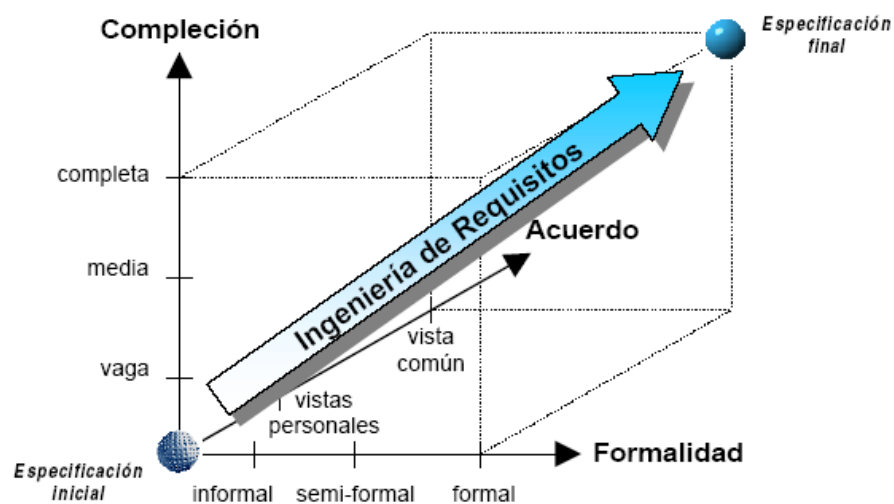 Compleción
Especificación
final
completa
Ingeniería de Requisitos
Acuerdo
media
vista
común
vaga
vistas
personales
Formalidad
Especificación
inicial
informal
semi-formal
formal